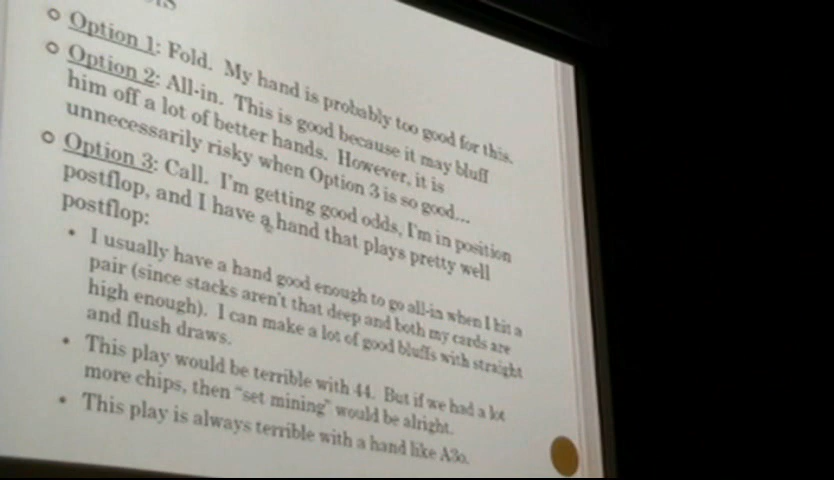 Option 1: Fold. My hand is probably too good for this.
Option 2: All-in. This is good because it may bluff
him off a lot of better hands. However, it is
unnecessarily risky when Option 3 is so good...
Option 3: Call. I'm getting good odds, I'm in position
postflop, and I have a hand that plays pretty well
postflop:
I usually have a hand good enough to go all-in when I hit a
pair (since stacks aren't that deep and both my cards are
high enough). I can make a lot of good bluffs with straight
and flush draws.
This play would be terrible with 44. But if we had a lot
more chips, then "set mining" would be alright.
This play is always terrible with a hand like A3o.